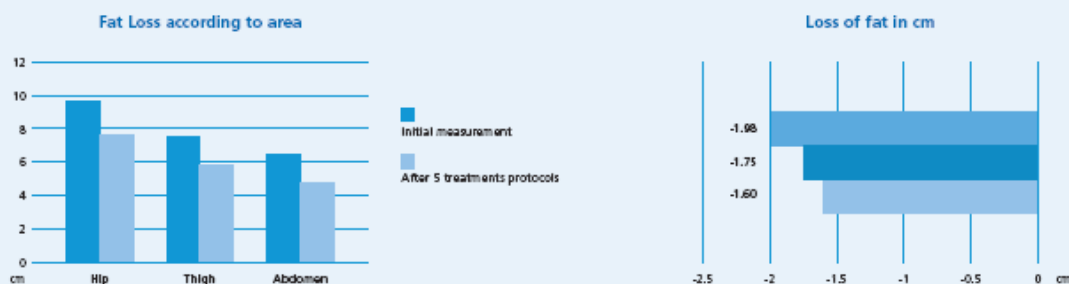 Fat Loss according to area
12
10
8
6
4
2
0
cm
Hip
Thigh
Abdomen
Initial measurement
After 5 treatments protocols
Loss of fat in cm
-1.98
-1.75
-1.60
-2.5
-2
-1.5
-1
-0.5
0
cm